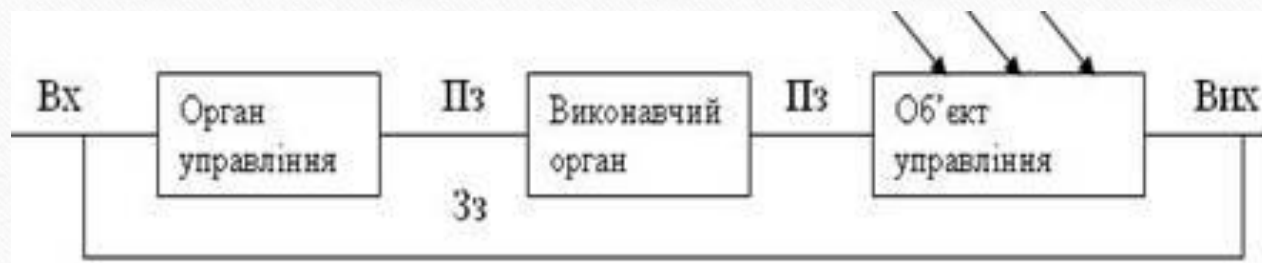 Вх
Орган
управління
Пз
Виконавчий
орган
Пз
Об’єкт
управління
Вих
Зз